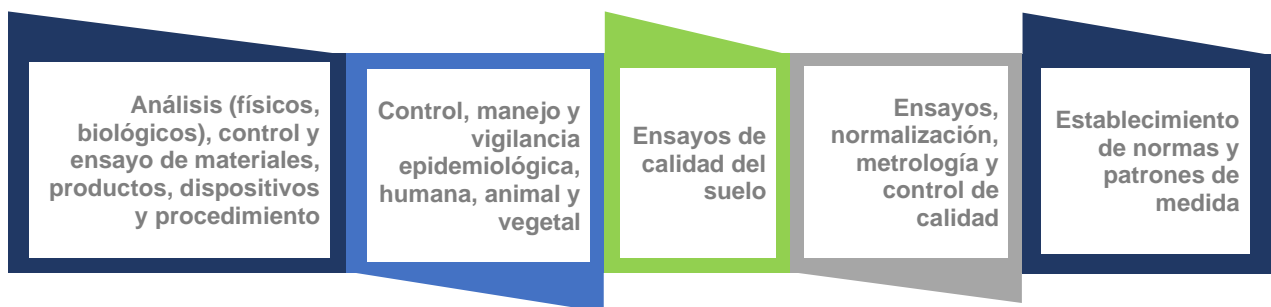 Análisis (físicos,
biológicos), control y
ensayo de materiales,
productos, dispositivos
y procedimiento
Control, manejo y
vigilancia
epidemiológica,
humana, animal y
vegetal
Ensayos de
calidad del
suelo
Ensayos,
normalización,
metrología y
control de
calidad
Establecimiento
de normas y
patrones de
medida